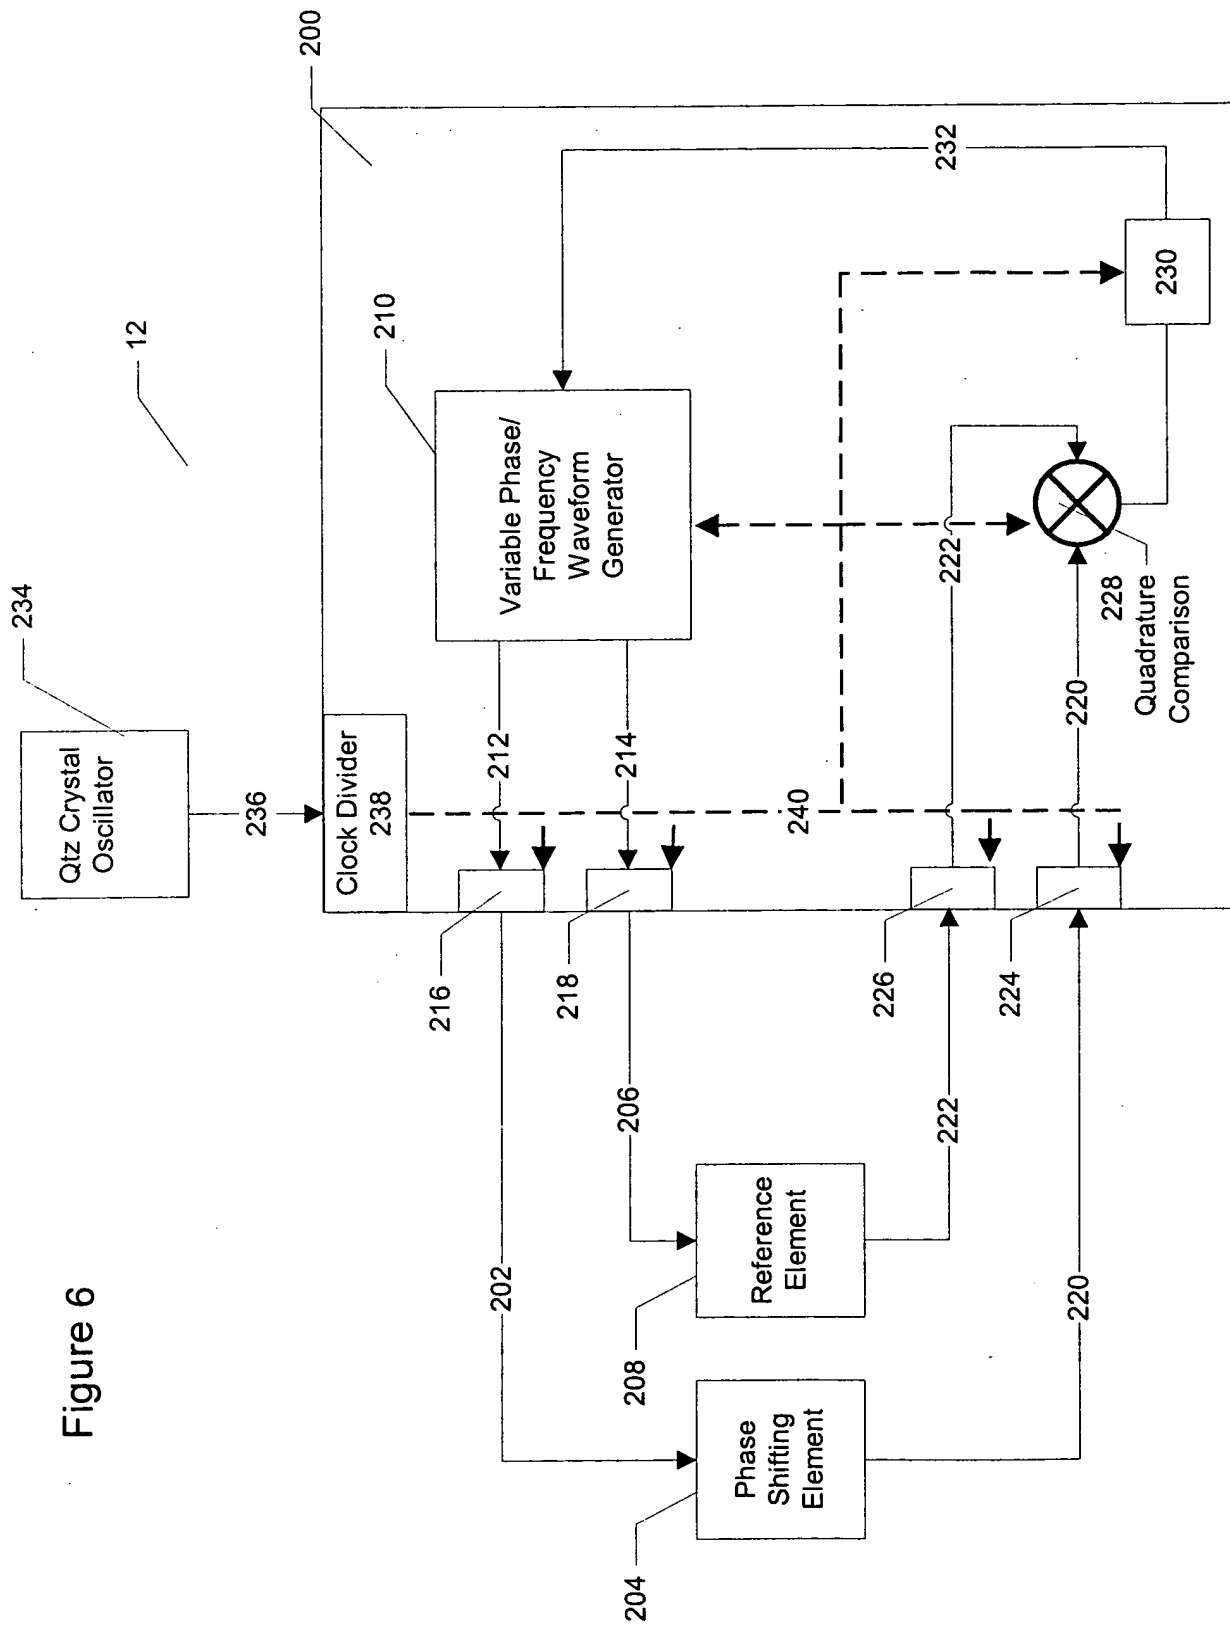 Figure 6
12
234
Qtz Crystal
Oscillator
236
200
Clock Divider
238
210
Variable Phase/
Frequency
Waveform
Generator
212
214
216
218
202
206
240
232
204
Phase
Shifting
Element
208
Reference
Element
222
220
226
224
222
220
228
Quadrature
Comparison
230